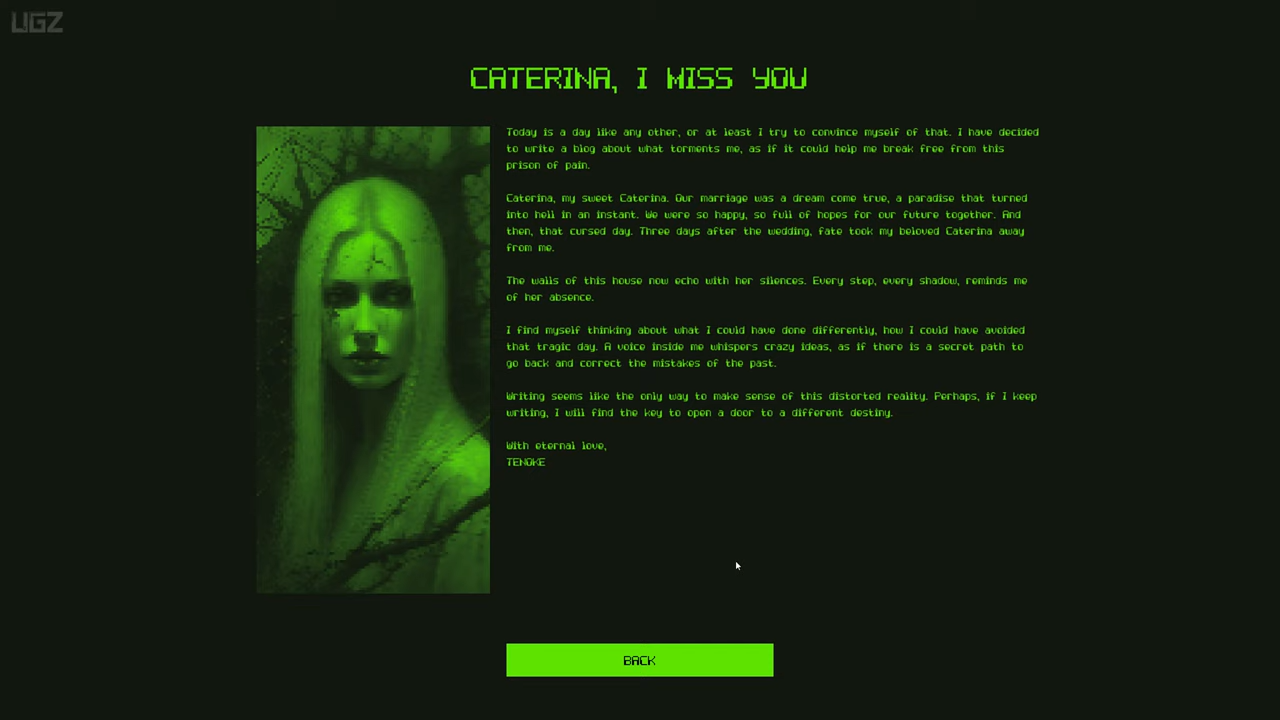 UGZ
CATERINA, I MISS YOU
Today is a day like any other, or at least I try to convince myself of that. I have decided
to write a blog about what torments me, as if it could help me break free from this
prison of pain.
Caterina, my sweet Caterina. Our marriage was a dream come true, a paradise that turned
into hell in an instant. We were so happy, so full of hopes for our future together. And
then, that cursed day. Three days after the wedding, fate took my beloved Caterina away
from me.
The walls of this house now echo with her silences. Every step, every shadow, reminds me
of her absence.
I find myself thinking about what I could have done differently, how I could have avoided
that tragic day. A voice inside me whispers crazy ideas, as if there is a secret path to
go back and correct the mistakes of the past.
Writing seems like the only way to make sense of this distorted reality. Perhaps, if I keep
writing, I will find the key to open a door to a different destiny.
With eternal love,
TENOKE
BACK